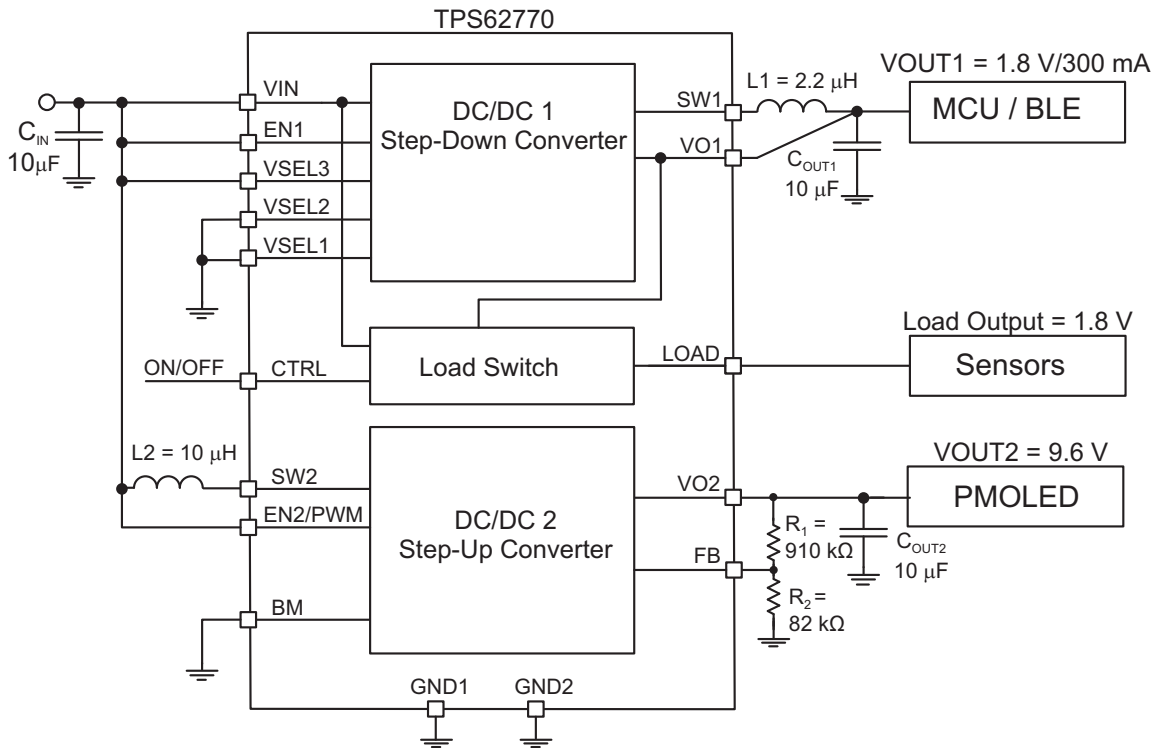 TPS62770
VIN
C_IN
10μF
EN1
VSEL3
VSEL2
VSEL1
DC/DC 1
Step-Down Converter
SW1
VO1
L1 = 2.2 μH
C_OUT1
10 μF
VOUT1 = 1.8 V/300 mA
MCU / BLE
ON/OFF
CTRL
Load Switch
LOAD
Load Output = 1.8 V
Sensors
L2 = 10 μH
SW2
EN2/PWM
BM
DC/DC 2
Step-Up Converter
VO2
FB
R₁ =
910 kΩ
R₂ =
82 kΩ
C_OUT2
10 μF
VOUT2 = 9.6 V
PMOLED
GND1
GND2